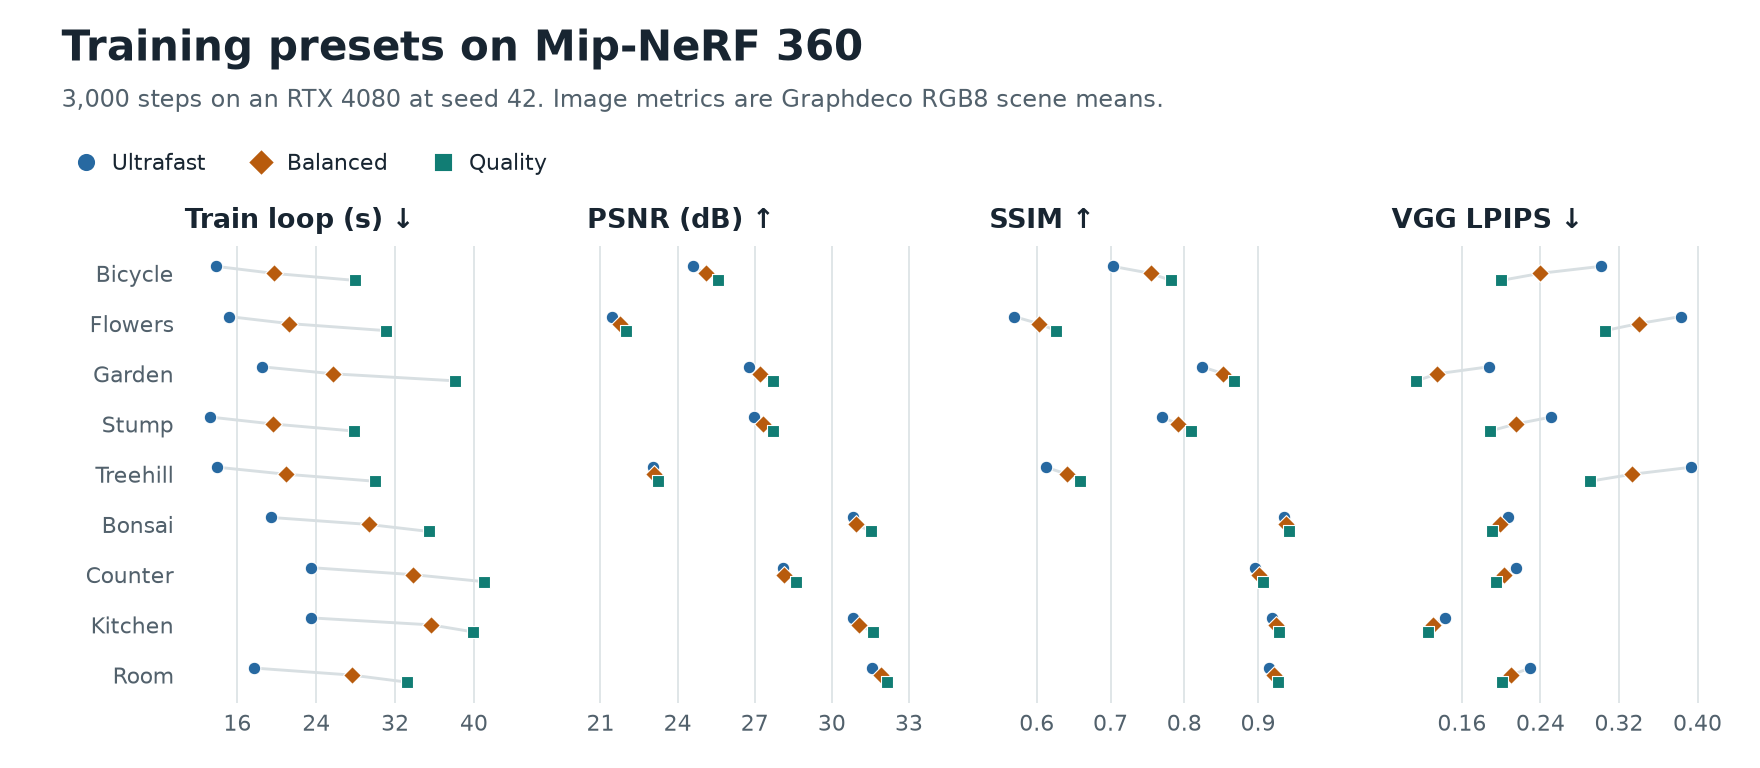 Training presets on Mip-NeRF 360
3,000 steps on an RTX 4080 at seed 42. Image metrics are Graphdeco RGB8 scene means.
Ultrafast Balanced Quality
Train loop (s) ↓ PSNR (dB) ↑ SSIM ↑ VGG LPIPS ↓
Bicycle
Flowers
Garden
Stump
Treehill
Bonsai
Counter
Kitchen
Room
16 24 32 40 21 24 27 30 33 0.6 0.7 0.8 0.9 0.16 0.24 0.32 0.40